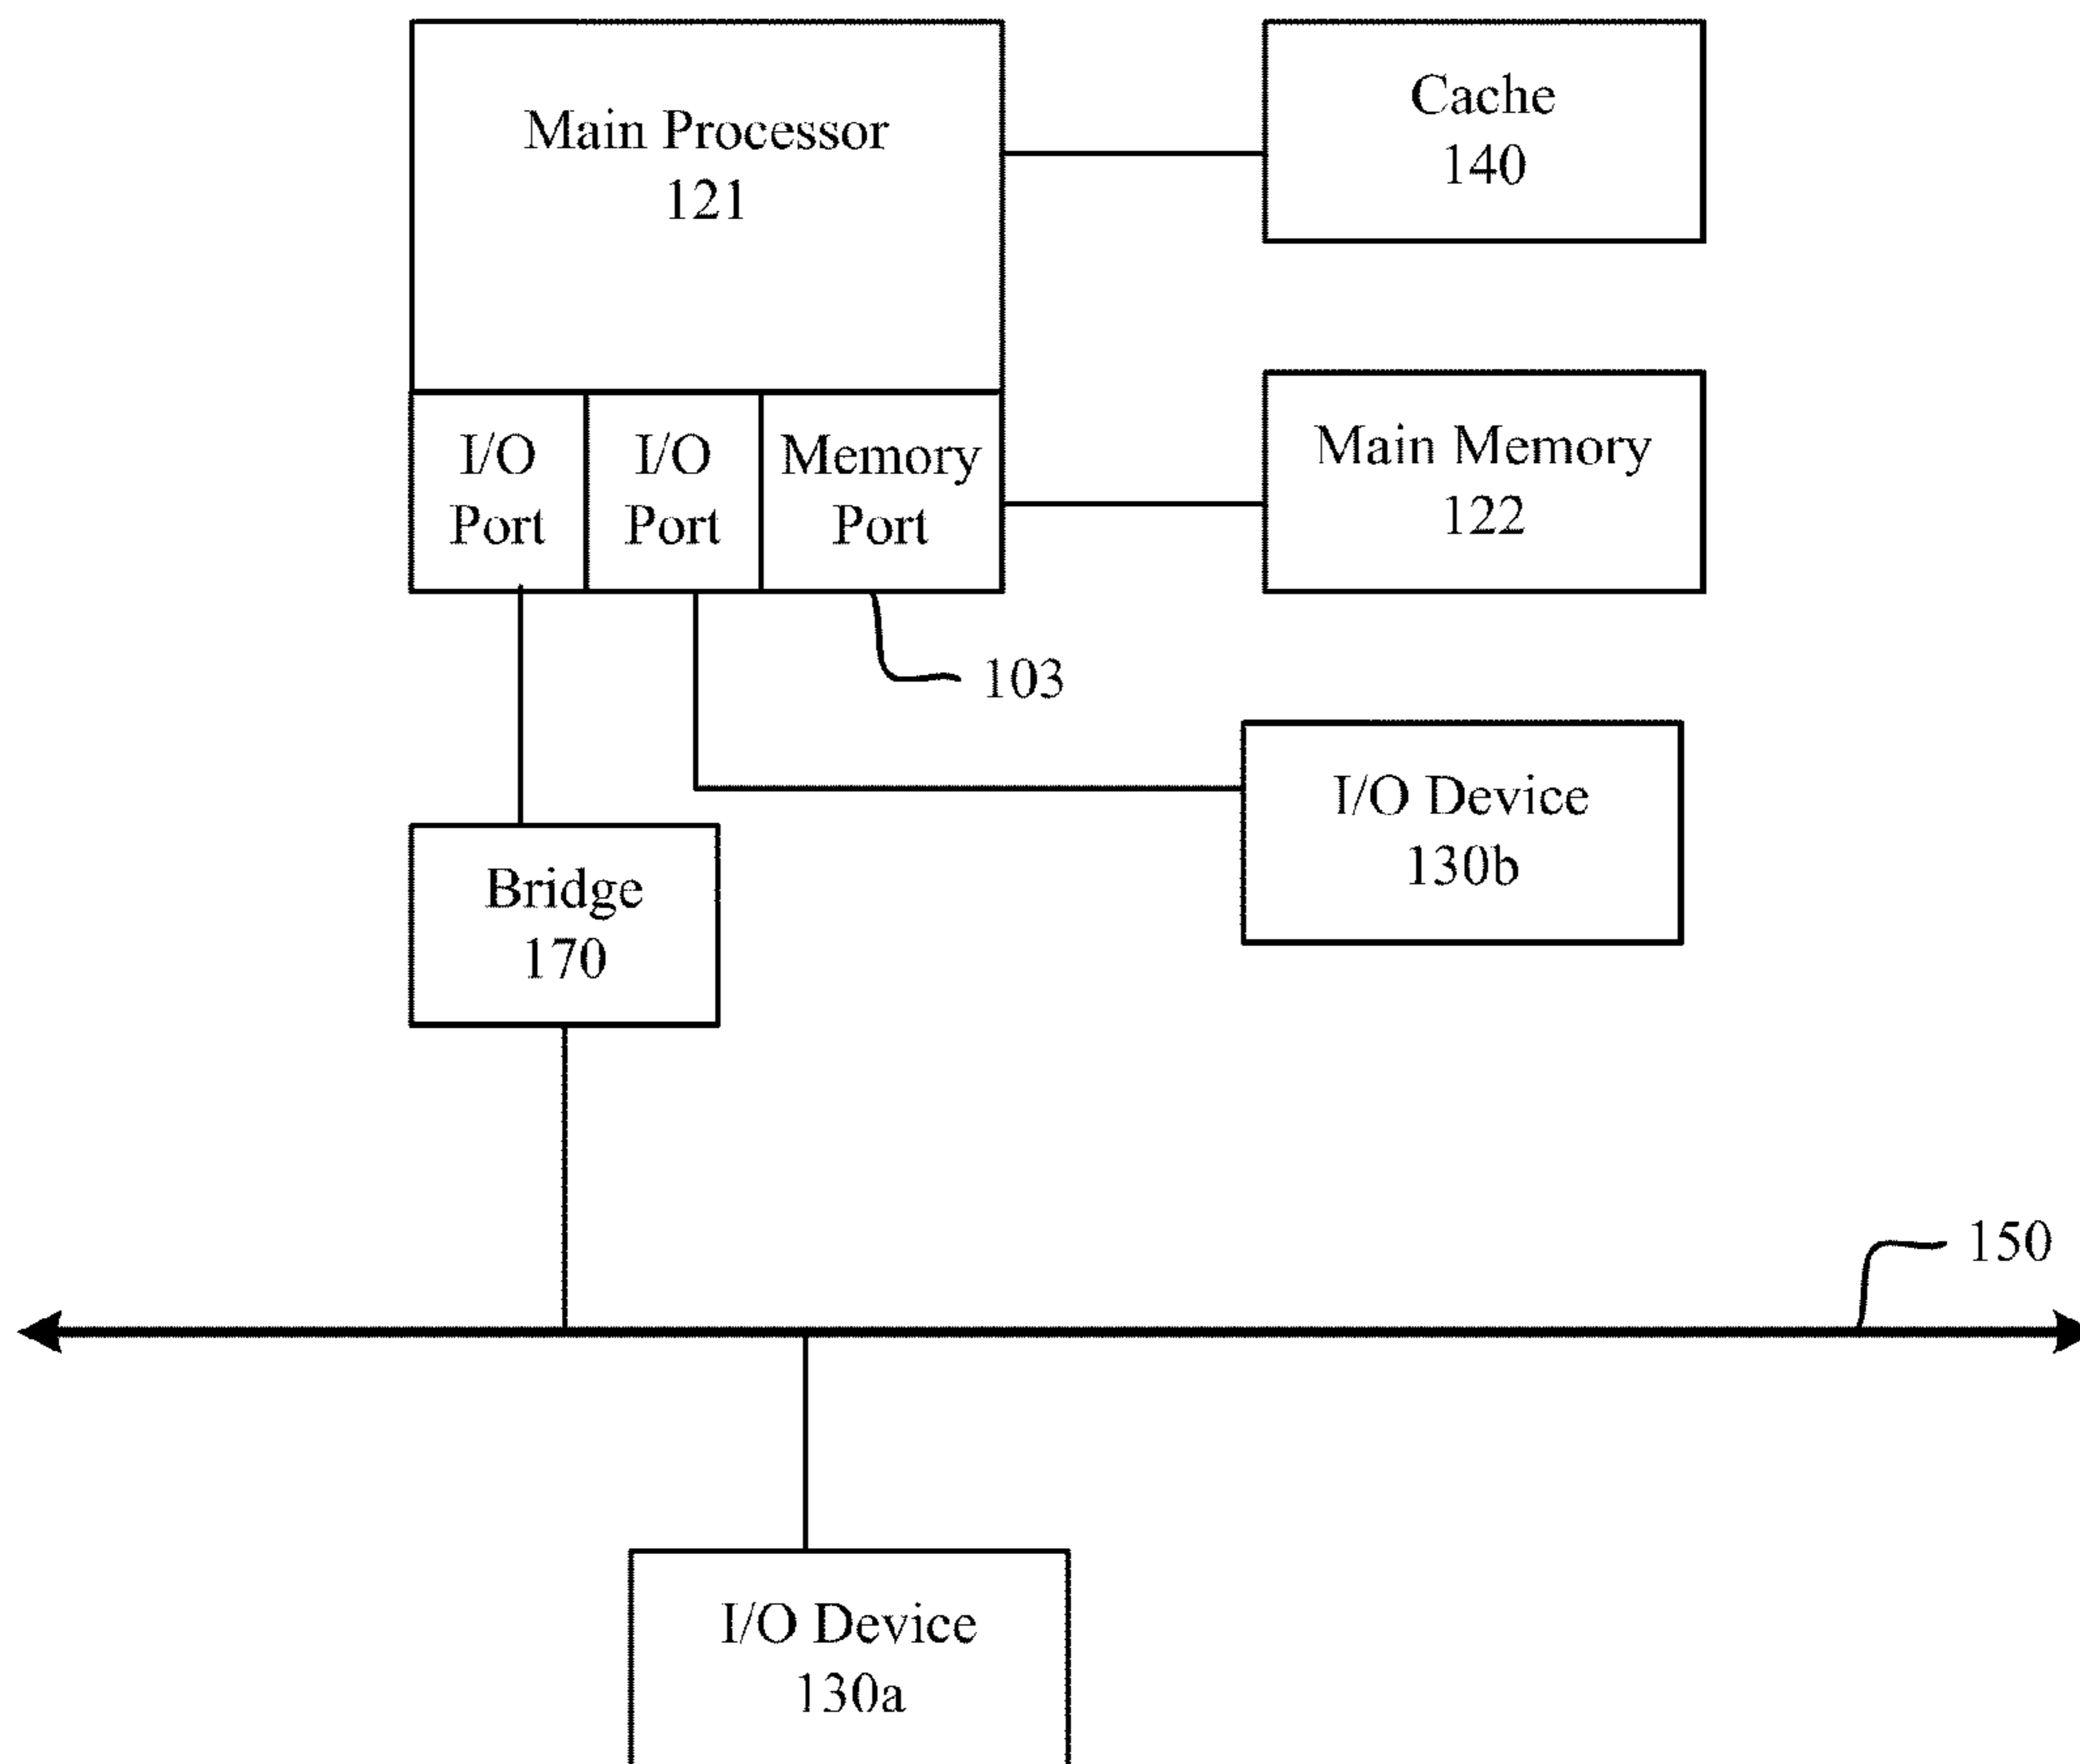 Main Processor
121
Cache
140
I/O
Port
I/O
Port
Memory
Port
Main Memory
122
103
I/O Device
130b
Bridge
170
150
I/O Device
130a